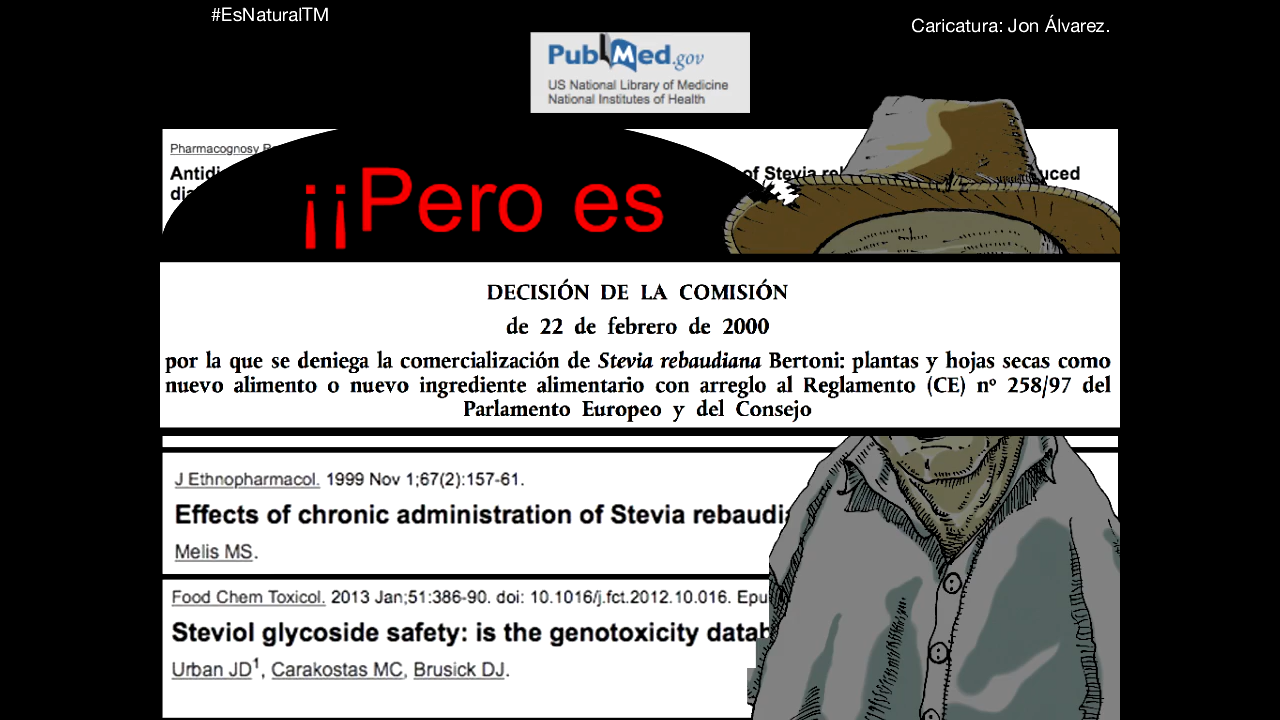 #EsNaturalTM
Caricatura: Jon Álvarez.
PubMed.gov
US National Library of Medicine
National Institutes of Health
Pharmacognosy
of Stevia
¡¡Pero es
DECISIÓN DE LA COMISIÓN
de 22 de febrero de 2000
por la que se deniega la comercialización de Stevia rebaudiana Bertoni: plantas y hojas secas como
nuevo alimento o nuevo ingrediente alimentario con arreglo al Reglamento (CE) nº 258/97 del
Parlamento Europeo y del Consejo
J Ethnopharmacol. 1999 Nov 1;67(2):157-61.
Effects of chronic administration of Stevia
Melis MS.
Food Chem Toxicol. 2013 Jan;51:386-90. doi: 10.1016/j.fct.2012.10.016.
Steviol glycoside safety: is the genotoxicity
Urban JD1, Carakostas MC, Brusick DJ.